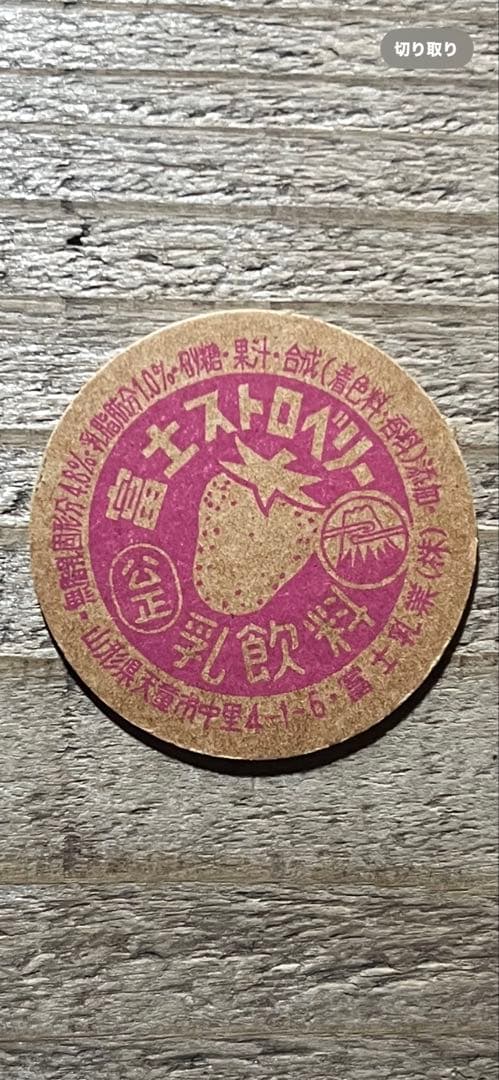 切り取り
無脂乳固形分4.8%・乳脂肪分1.0%・砂糖・果汁・合成(着色料・香料)添加
富士ストロベリー
公正
乳飲料
山形県天童市中里4-1-6・富士乳業(株)